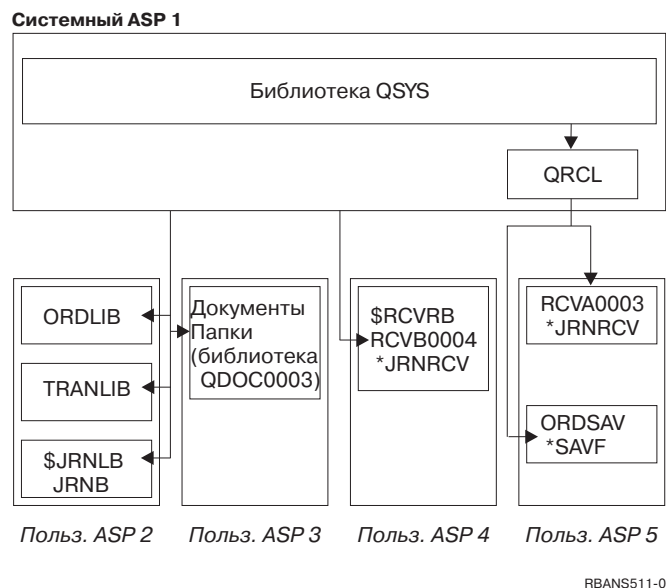 Системный ASP 1
Библиотека QSYS
QRCL
ORDLIB
TRANLIB
$JRNLB
JRNB
Документы
Папки
(библиотека
QDOC0003)
$RCVRB
RCVB0004
*JRNRCV
RCVA0003
*JRNRCV
ORDSAV
*SAVF
Польз. ASP 2
Польз. ASP 3
Польз. ASP 4
Польз. ASP 5
RBANS511-0